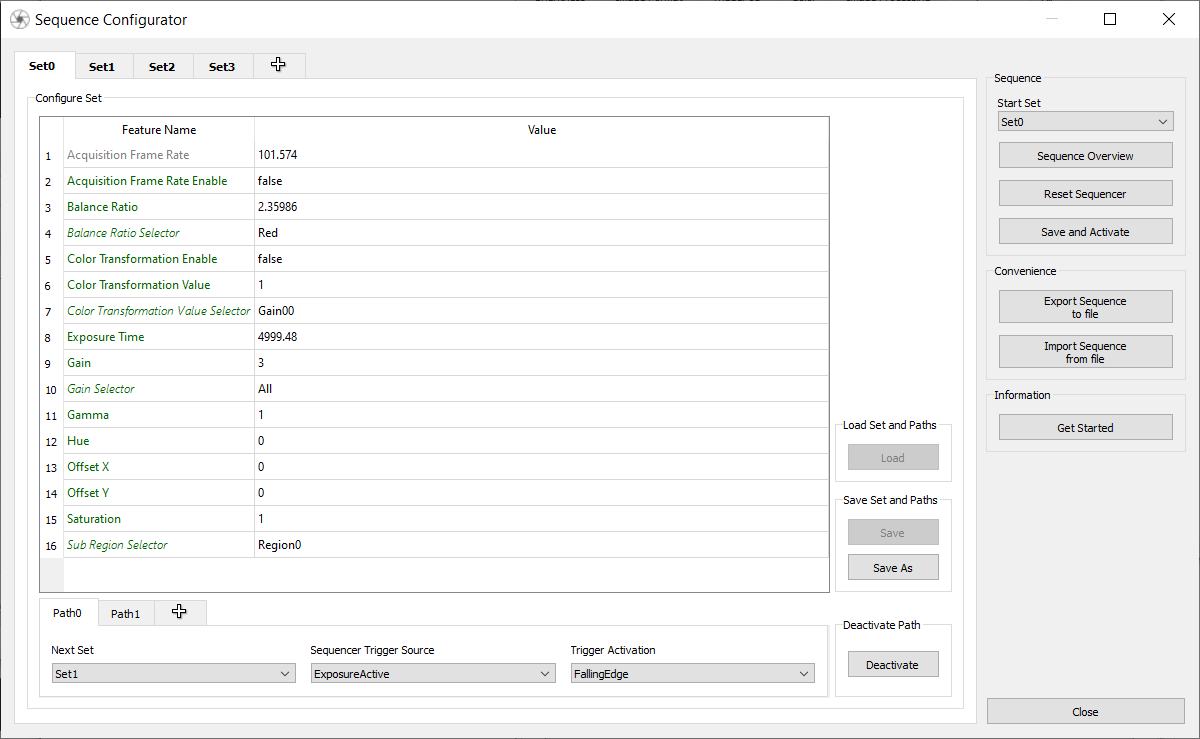 Sequence Configurator
Set0 Set1 Set2 Set3
Configure Set
Feature Name Value
1 Acquisition Frame Rate 101.574
2 Acquisition Frame Rate Enable false
3 Balance Ratio 2.35986
4 Balance Ratio Selector Red
5 Color Transformation Enable false
6 Color Transformation Value 1
7 Color Transformation Value Selector Gain00
8 Exposure Time 4999.48
9 Gain 3
10 Gain Selector All
11 Gamma 1
12 Hue 0
13 Offset X 0
14 Offset Y 0
15 Saturation 1
16 Sub Region Selector Region0
Load Set and Paths
Load
Save Set and Paths
Save
Save As
Path0 Path1
Next Set Sequencer Trigger Source Trigger Activation
Set1 ExposureActive FallingEdge
Deactivate Path
Deactivate
Sequence
Start Set
Set0
Sequence Overview
Reset Sequencer
Save and Activate
Convenience
Export Sequence
to file
Import Sequence
from file
Information
Get Started
Close